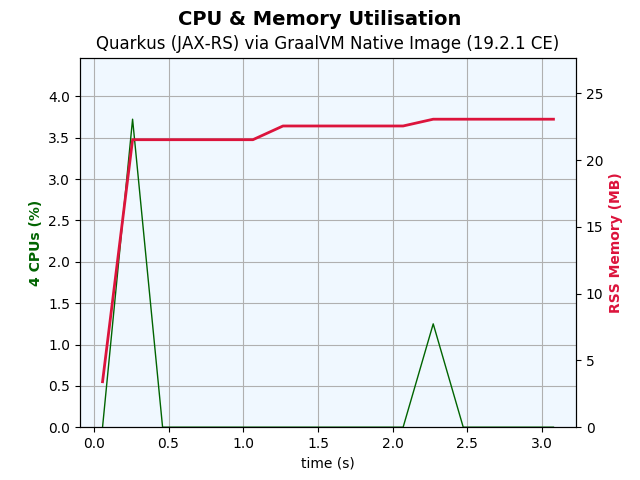 CPU & Memory Utilisation
Quarkus (JAX-RS) via GraalVM Native Image (19.2.1 CE)
4 CPUs (%)
4.0
3.5
3.0
2.5
2.0
1.5
1.0
0.5
0.0
25
20
15
10
5
0
RSS Memory (MB)
0.0 0.5 1.0 1.5 2.0 2.5 3.0
time (s)